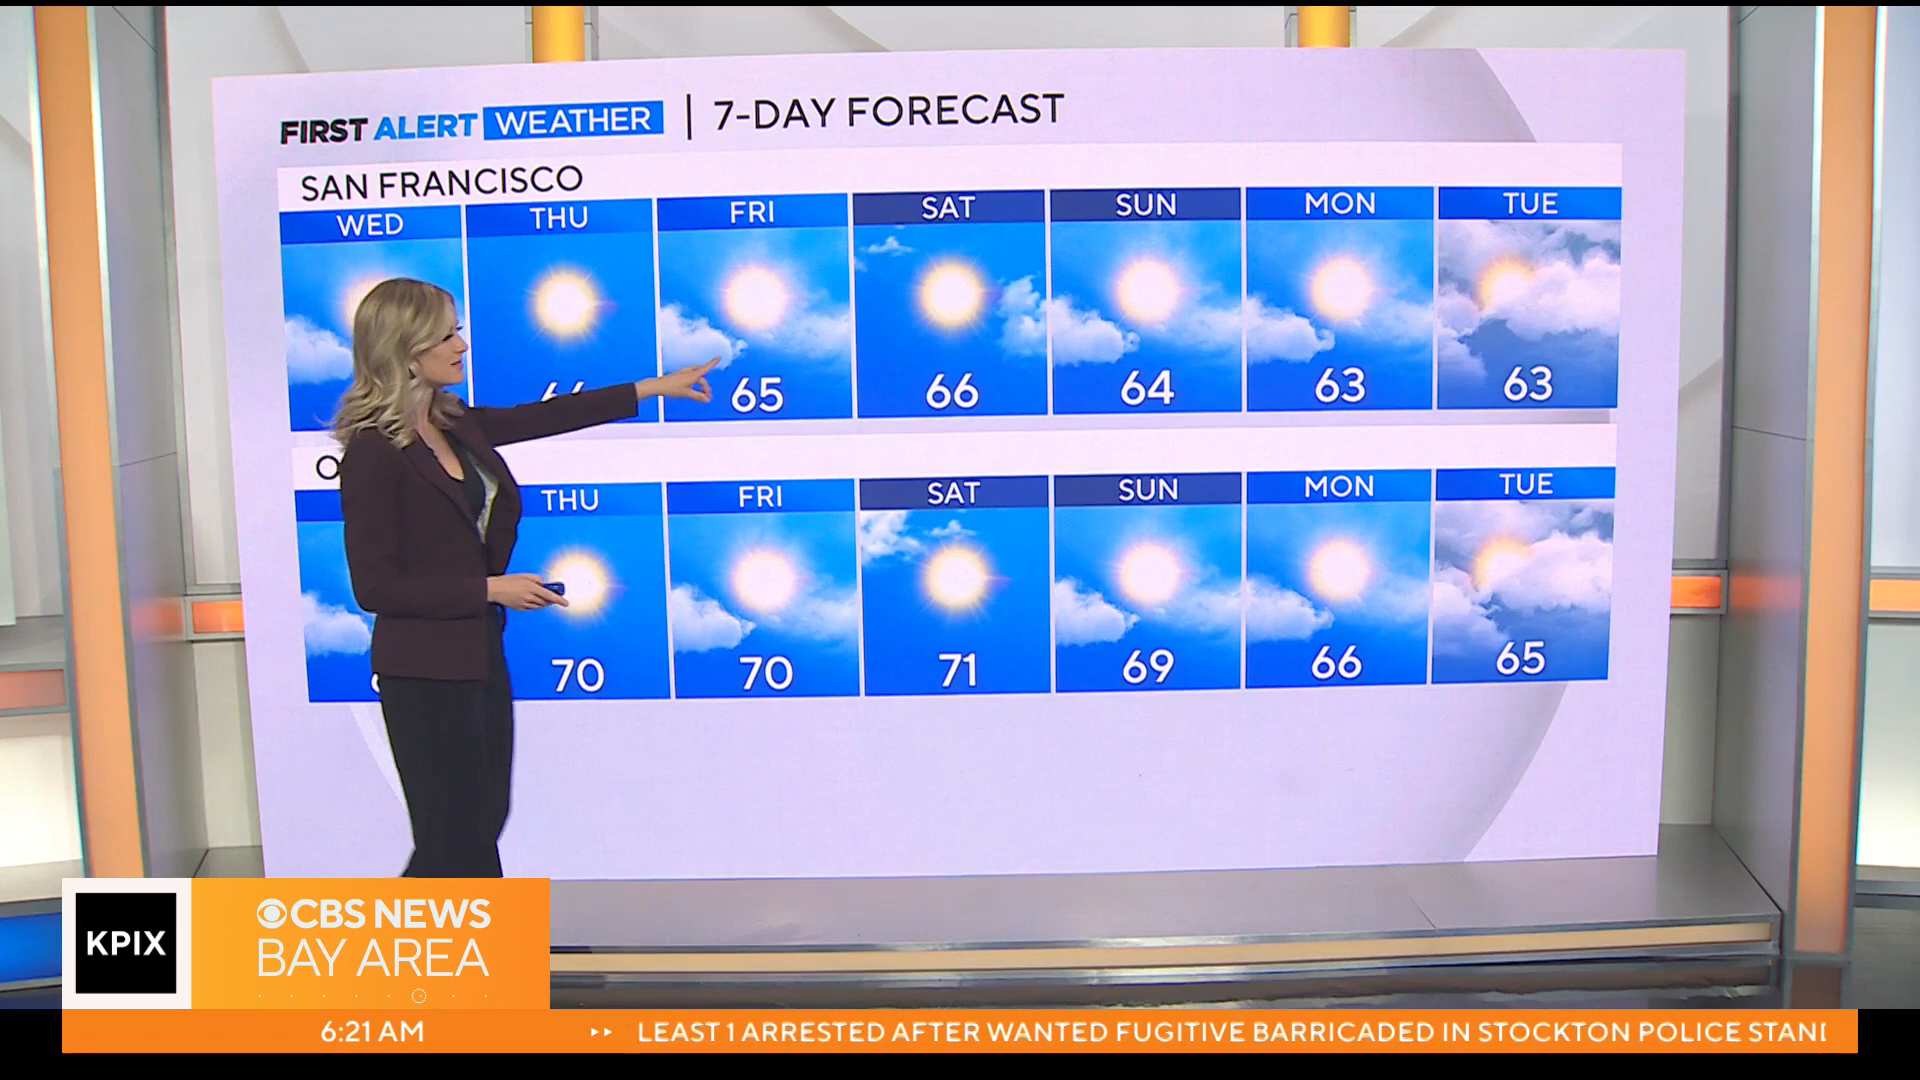 FIRST ALERT WEATHER | 7-DAY FORECAST
SAN FRANCISCO
WED THU FRI SAT SUN MON TUE
65 66 64 63 63
THU FRI SAT SUN MON TUE
70 70 71 69 66 65
KPIX
CBS NEWS
BAY AREA
6:21 AM
LEAST 1 ARRESTED AFTER WANTED FUGITIVE BARRICADED IN STOCKTON POLICE